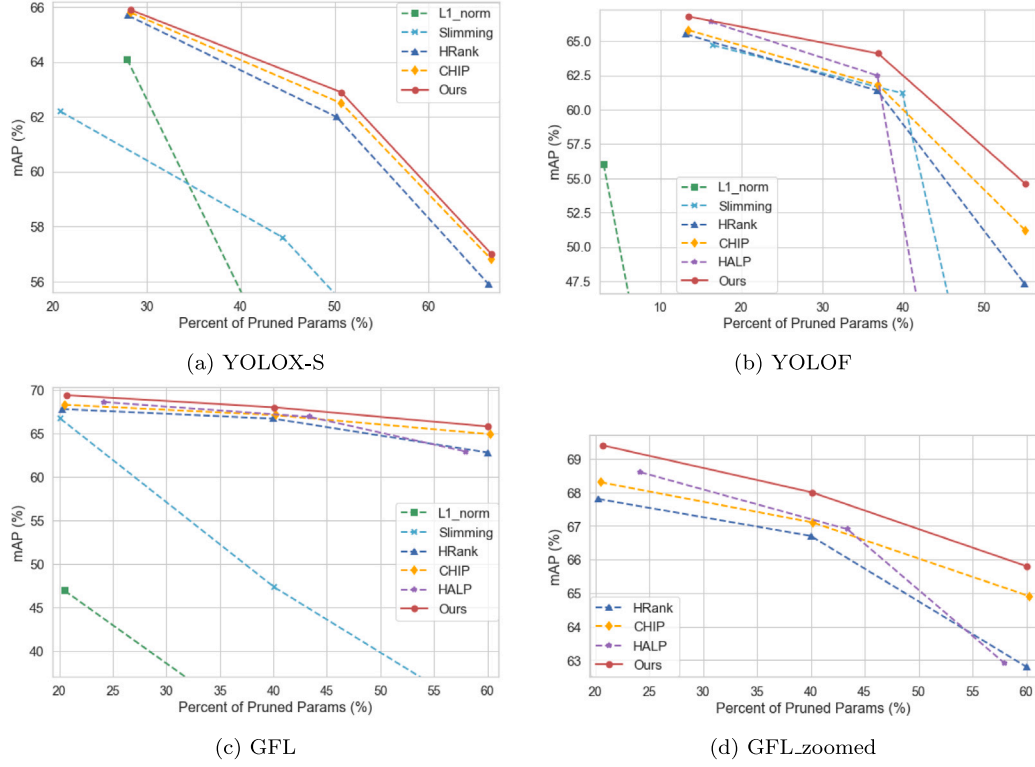 66
64
62
60
58
56
mAP (%)
20
30
40
50
60
Percent of Pruned Params (%)
L1_norm
Slimming
HRank
CHIP
Ours
(a) YOLOX-S
65.0
62.5
60.0
57.5
55.0
52.5
50.0
47.5
mAP (%)
10
20
30
40
50
Percent of Pruned Params (%)
L1_norm
Slimming
HRank
CHIP
HALP
Ours
(b) YOLOF
70
65
60
55
50
45
40
mAP (%)
20
25
30
35
40
45
50
55
60
Percent of Pruned Params (%)
L1_norm
Slimming
HRank
CHIP
HALP
Ours
(c) GFL
69
68
67
66
65
64
63
mAP (%)
20
25
30
35
40
45
50
55
60
Percent of Pruned Params (%)
HRank
CHIP
HALP
Ours
(d) GFL_zoomed